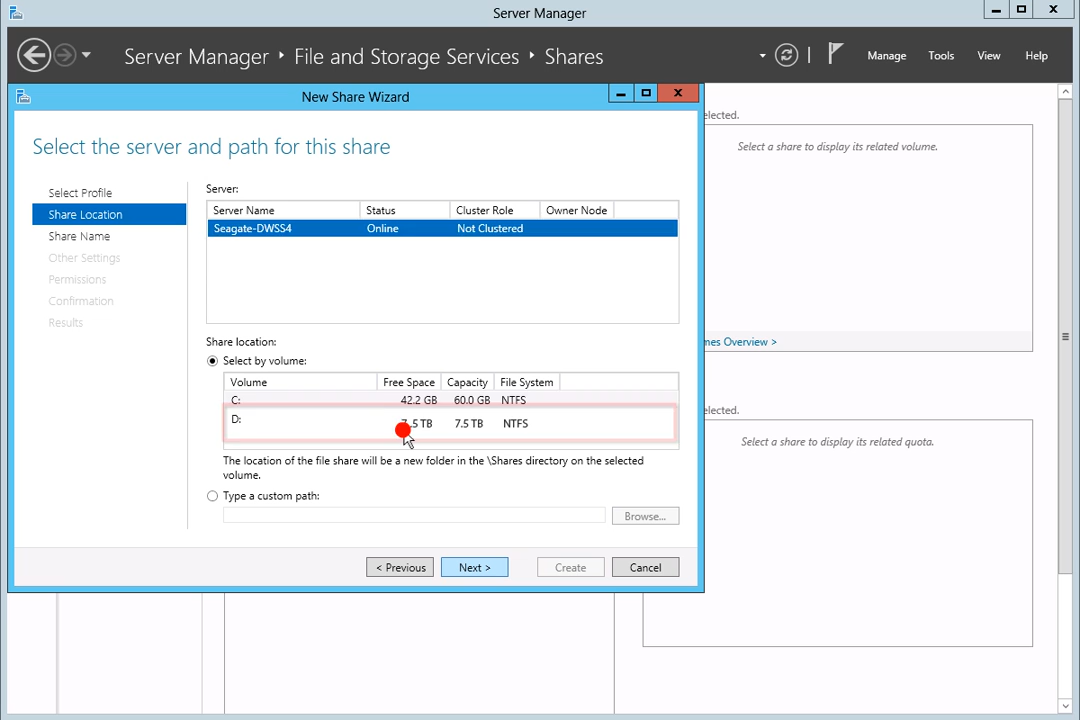 Server Manager
Server Manager ‣ File and Storage Services ‣ Shares
Manage Tools View Help
New Share Wizard
elected.
Select the server and path for this share
Select a share to display its related volume.
Select Profile
Share Location
Share Name
Other Settings
Permissions
Confirmation
Results
Server:
Server Name Status Cluster Role Owner Node
Seagate-DWSS4 Online Not Clustered
Share location:
Select by volume:
mes Overview >
Volume Free Space Capacity File System
C: 42.2 GB 60.0 GB NTFS
D: 7.5 TB 7.5 TB NTFS
elected.
Select a share to display its related quota.
The location of the file share will be a new folder in the \Shares directory on the selected
volume.
Type a custom path:
Browse...
< Previous Next > Create Cancel